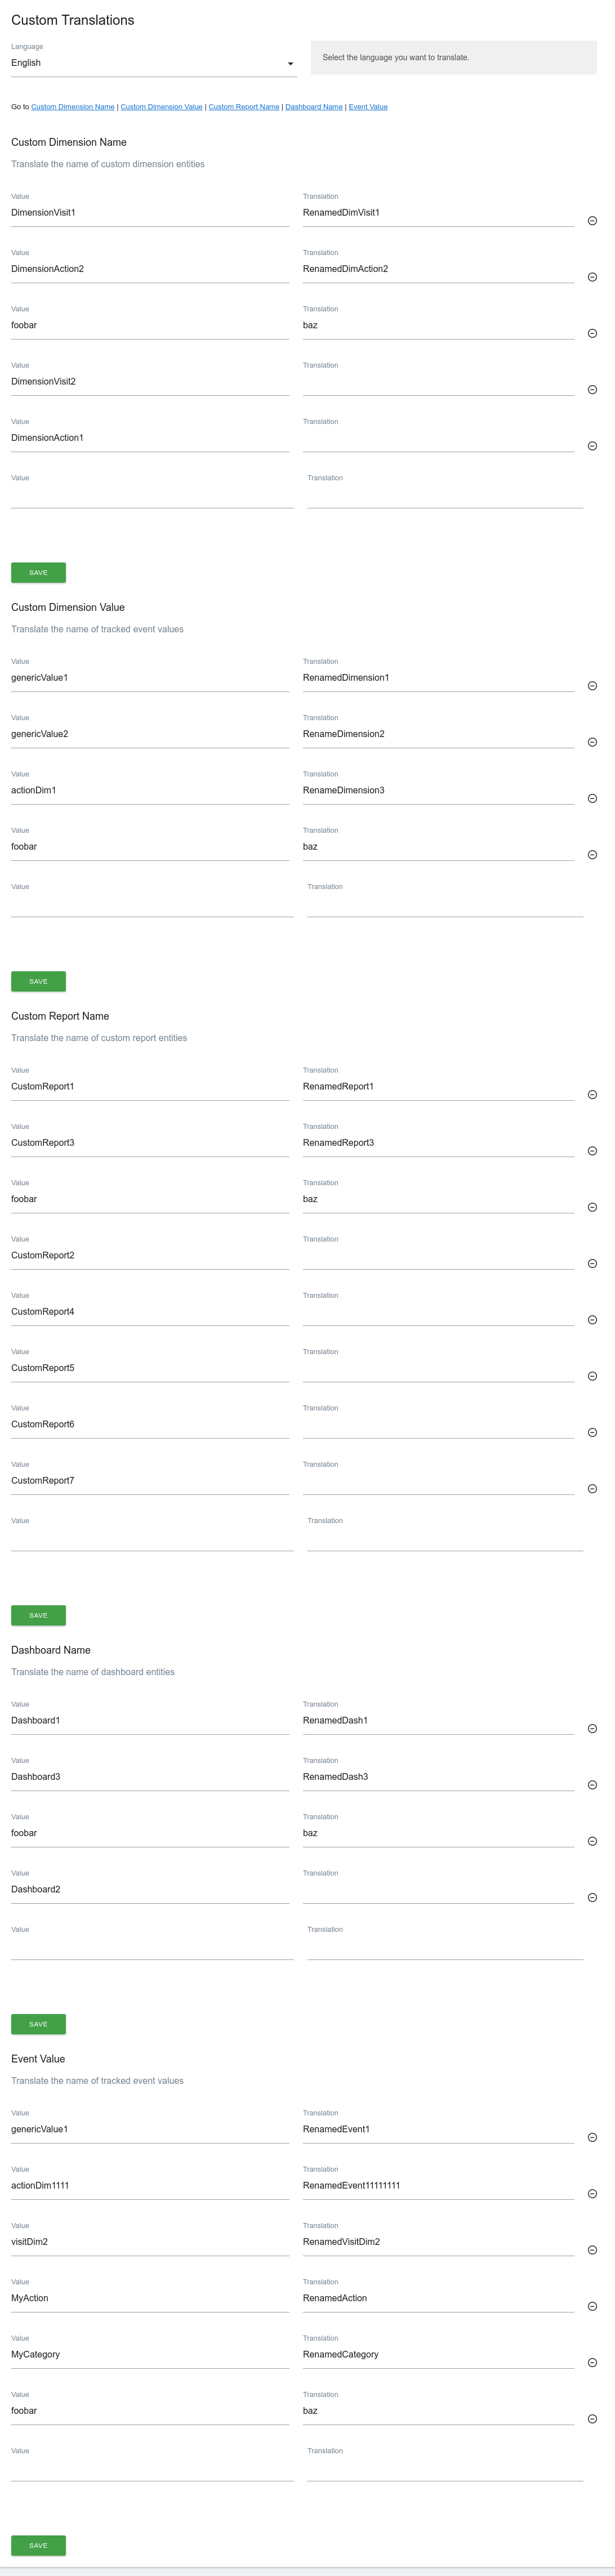 Custom Translations
Language
English
Select the language you want to translate.
Go to Custom Dimension Name | Custom Dimension Value | Custom Report Name | Dashboard Name | Event Value
Custom Dimension Name
Translate the name of custom dimension entities
Value Translation
DimensionVisit1 RenamedDimVisit1
Value Translation
DimensionAction2 RenamedDimAction2
Value Translation
foobar baz
Value Translation
DimensionVisit2
Value Translation
DimensionAction1
Value Translation
SAVE
Custom Dimension Value
Translate the name of tracked event values
Value Translation
genericValue1 RenamedDimension1
Value Translation
genericValue2 RenameDimension2
Value Translation
actionDim1 RenameDimension3
Value Translation
foobar baz
Value Translation
SAVE
Custom Report Name
Translate the name of custom report entities
Value Translation
CustomReport1 RenamedReport1
Value Translation
CustomReport3 RenamedReport3
Value Translation
foobar baz
Value Translation
CustomReport2
Value Translation
CustomReport4
Value Translation
CustomReport5
Value Translation
CustomReport6
Value Translation
CustomReport7
Value Translation
SAVE
Dashboard Name
Translate the name of dashboard entities
Value Translation
Dashboard1 RenamedDash1
Value Translation
Dashboard3 RenamedDash3
Value Translation
foobar baz
Value Translation
Dashboard2
Value Translation
SAVE
Event Value
Translate the name of tracked event values
Value Translation
genericValue1 RenamedEvent1
Value Translation
actionDim1111 RenamedEvent11111111
Value Translation
visitDim2 RenamedVisitDim2
Value Translation
MyAction RenamedAction
Value Translation
MyCategory RenamedCategory
Value Translation
foobar baz
Value Translation
SAVE